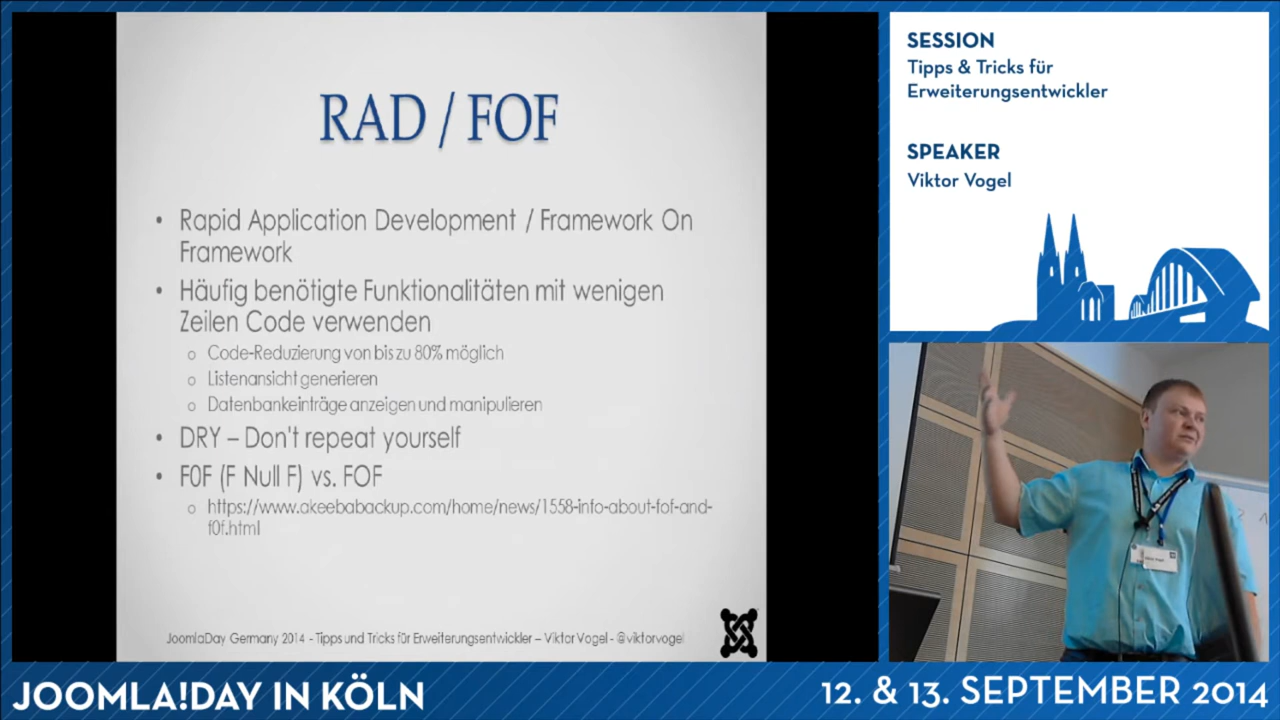 RAD / FOF
• Rapid Application Development / Framework On
Framework
• Häufig benötigte Funktionalitäten mit wenigen
Zeilen Code verwenden
o Code-Reduzierung von bis zu 80% möglich
o Listenansicht generieren
o Datenbankeinträge anzeigen und manipulieren
• DRY – Don't repeat yourself
• F0F (F Null F) vs. FOF
o https://www.akeebabackup.com/home/news/1558-info-about-fof-and-
f0f.html
JoomlaDay Germany 2014 - Tipps und Tricks für Erweiterungsentwickler – Viktor Vogel - @viktorvogel
SESSION
Tipps & Tricks für
Erweiterungsentwickler
SPEAKER
Viktor Vogel
JOOMLA!DAY IN KÖLN
12. & 13. SEPTEMBER 2014